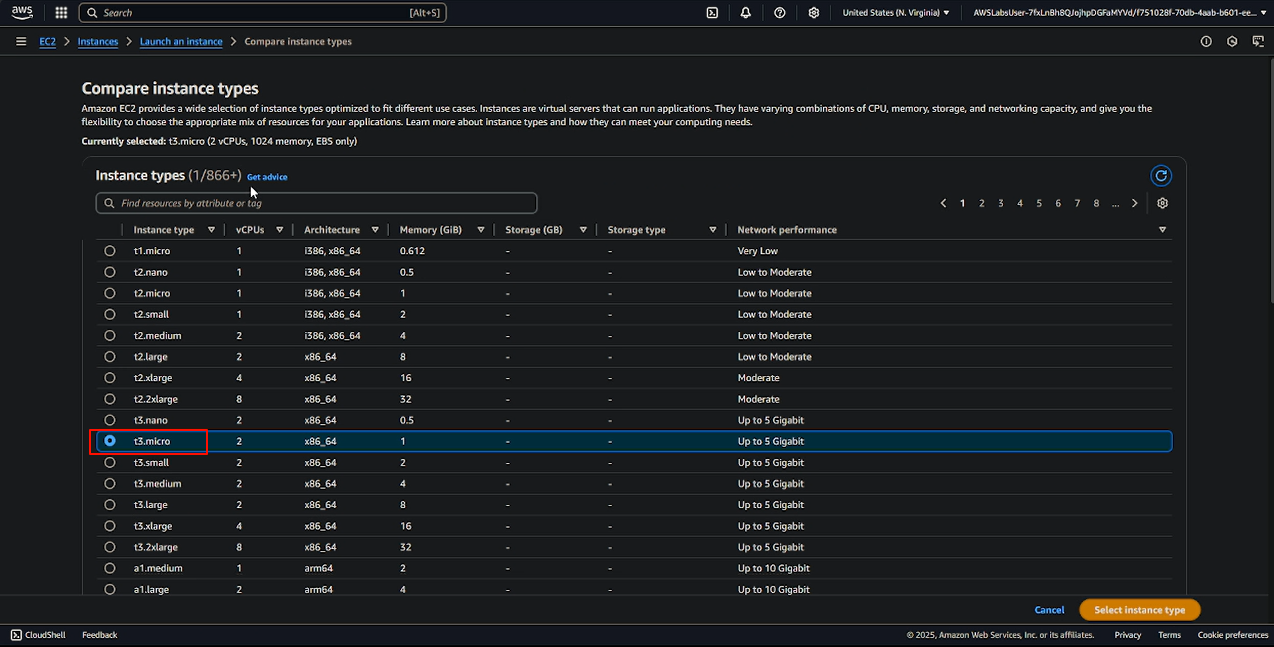 aws Search [Alt+S] United States (N. Virginia) AWSLabsUser-7fxLnBh8QJojhpDGFaMYVd/f751028f-70db-4aab-b601-ee...
EC2 > Instances > Launch an instance > Compare instance types
Compare instance types
Amazon EC2 provides a wide selection of instance types optimized to fit different use cases. Instances are virtual servers that can run applications. They have varying combinations of CPU, memory, storage, and networking capacity, and give you the
flexibility to choose the appropriate mix of resources for your applications. Learn more about instance types and how they can meet your computing needs.
Currently selected: t3.micro (2 vCPUs, 1024 memory, EBS only)
Instance types (1/866+) Get advice
Find resources by attribute or tag 1 2 3 4 5 6 7 8 ...
Instance type vCPUs Architecture Memory (GiB) Storage (GB) Storage type Network performance
t1.micro 1 i386, x86_64 0.612 - - Very Low
t2.nano 1 i386, x86_64 0.5 - - Low to Moderate
t2.micro 1 i386, x86_64 1 - - Low to Moderate
t2.small 1 i386, x86_64 2 - - Low to Moderate
t2.medium 2 i386, x86_64 4 - - Low to Moderate
t2.large 2 x86_64 8 - - Low to Moderate
t2.xlarge 4 x86_64 16 - - Moderate
t2.2xlarge 8 x86_64 32 - - Moderate
t3.nano 2 x86_64 0.5 - - Up to 5 Gigabit
t3.micro 2 x86_64 1 - - Up to 5 Gigabit
t3.small 2 x86_64 2 - - Up to 5 Gigabit
t3.medium 2 x86_64 4 - - Up to 5 Gigabit
t3.large 2 x86_64 8 - - Up to 5 Gigabit
t3.xlarge 4 x86_64 16 - - Up to 5 Gigabit
t3.2xlarge 8 x86_64 32 - - Up to 5 Gigabit
a1.medium 1 arm64 2 - - Up to 10 Gigabit
a1.large 2 arm64 4 - - Up to 10 Gigabit
Cancel Select instance type
CloudShell Feedback © 2025, Amazon Web Services, Inc. or its affiliates. Privacy Terms Cookie preferences